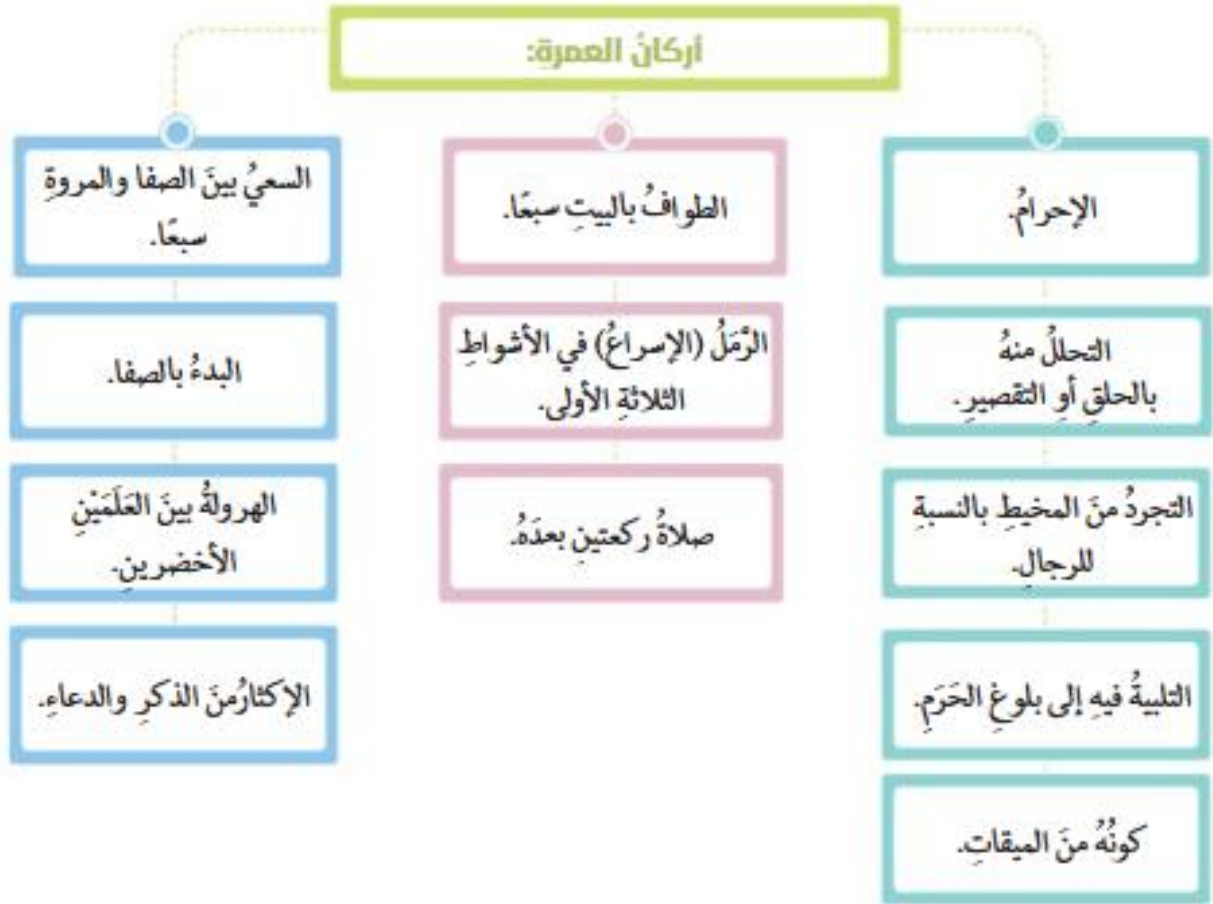 أركانُ العمرةِ:
الإحرامُ.
التحللُ منهُ
بالحلقِ أوِ التقصيرِ.
التجردُ منَ المخيطِ بالنسبةِ
للرجالِ.
التلبيةُ فيهِ إلى بلوغِ الحَرَمِ.
كونُهُ منَ الميقاتِ.
الطوافُ بالبيتِ سبعًا.
الرَّمَلُ (الإسراعُ) في الأشواطِ
الثلاثةِ الأولى.
صلاةُ ركعتينِ بعدَهُ.
السعيُ بينَ الصفا والمروةِ
سبعًا.
البدءُ بالصفا.
الهرولةُ بينَ العَلَمَيْنِ
الأخضرينِ.
الإكثارُمنَ الذكرِ والدعاءِ.